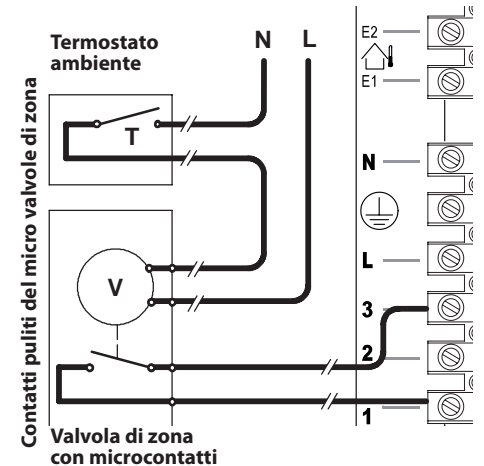 Termostato
ambiente
N
L
E2
E1
T
N
L
V
3
2
1
Contatti puliti del micro valvole di zona
Valvola di zona
con microcontatti